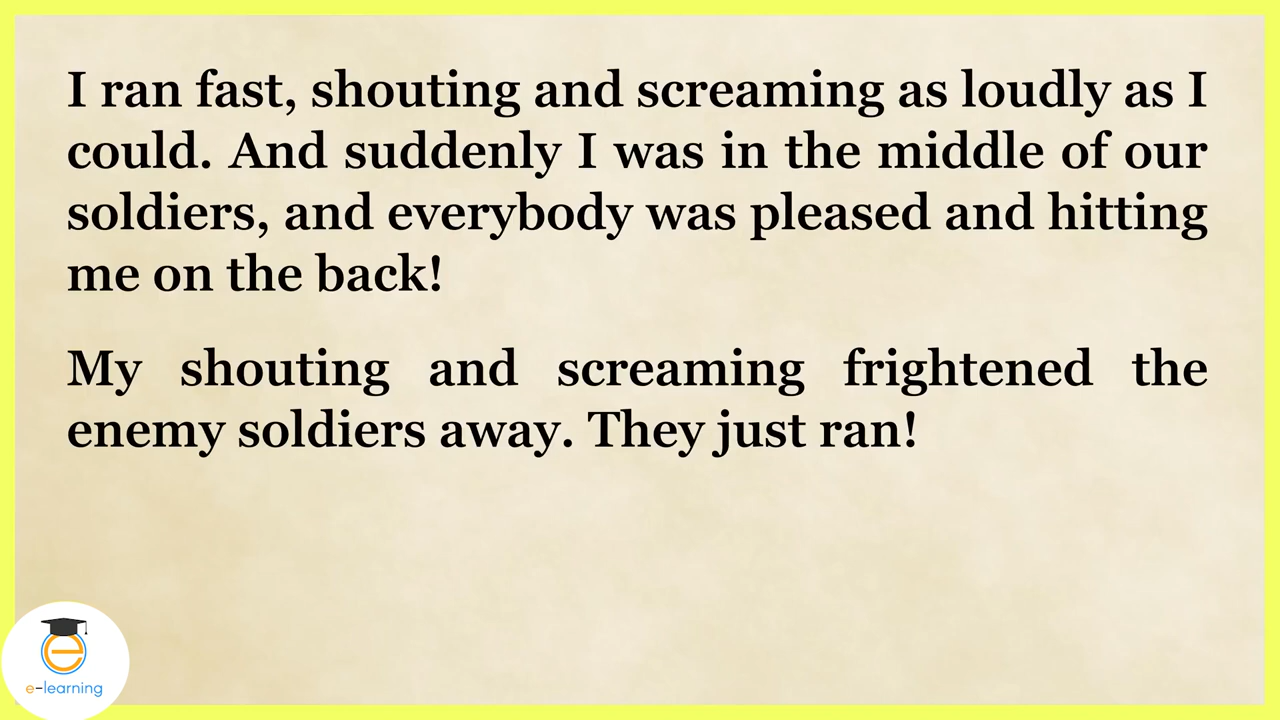 I ran fast, shouting and screaming as loudly as I
could. And suddenly I was in the middle of our
soldiers, and everybody was pleased and hitting
me on the back!
My shouting and screaming frightened the
enemy soldiers away. They just ran!
e
e-learning